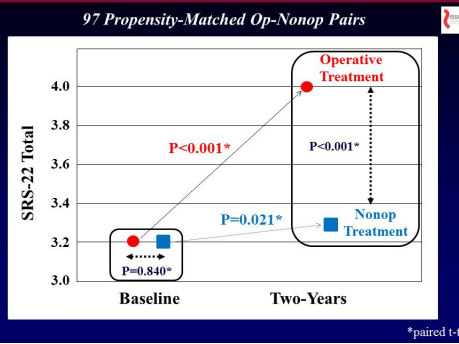 97 Propensity-Matched Op-Nonop Pairs
SRS-22 Total
4.0
3.8
3.6
3.4
3.2
3.0
Operative
Treatment
P<0.001*
P<0.001*
P=0.021*
Nonop
Treatment
P=0.840*
Baseline
Two-Years
*paired t-t